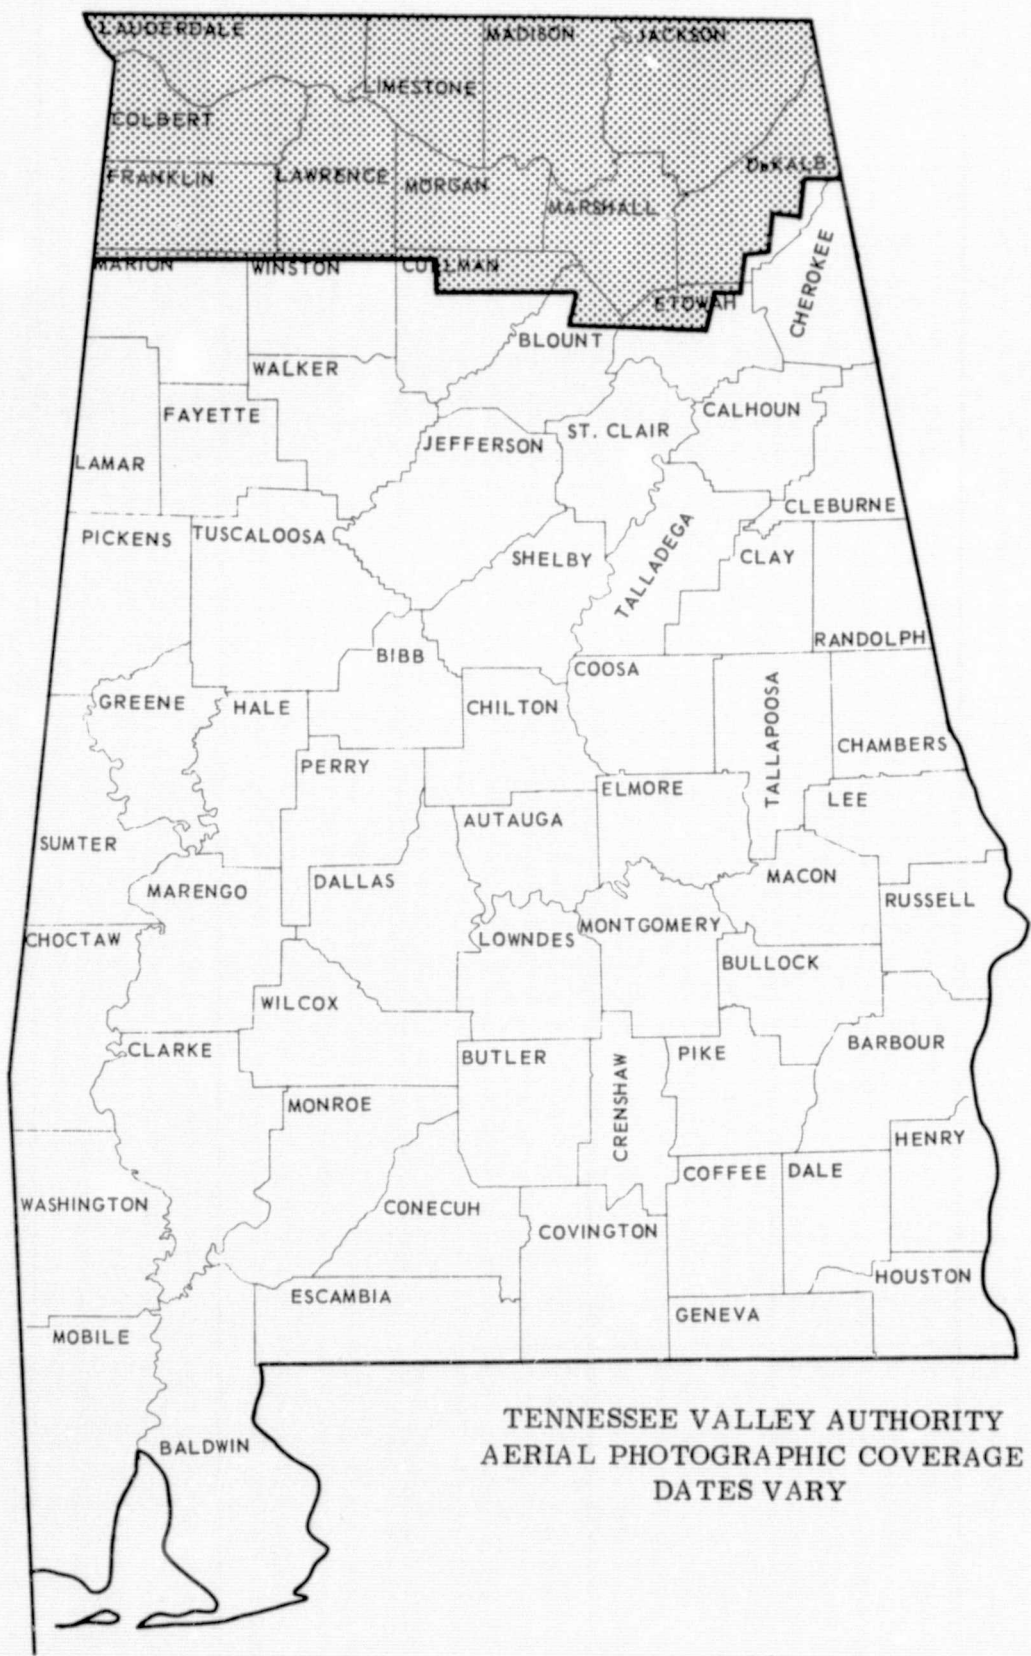 LAUDERDALE
MADISON
JACKSON
LIMESTONE
COLBERT
FRANKLIN
LAWRENCE
MORGAN
DeKALB
MARSHALL
MARION
WINSTON
CULLMAN
CHEROKEE
ETOWAH
BLOUNT
WALKER
FAYETTE
CALHOUN
JEFFERSON
ST. CLAIR
LAMAR
CLEBURNE
PICKENS
TUSCALOOSA
SHELBY
TALLADEGA
CLAY
RANDOLPH
BIBB
COOSA
GREENE
HALE
CHILTON
TALLAPOOSA
CHAMBERS
PERRY
ELMORE
LEE
AUTAUGA
SUMTER
DALLAS
MACON
MARENGO
RUSSELL
CHOCTAW
LOWNDES
MONTGOMERY
BULLOCK
WILCOX
CLARKE
BUTLER
CRENSHAW
PIKE
BARBOUR
MONROE
HENRY
COFFEE
DALE
WASHINGTON
CONECUH
COVINGTON
HOUSTON
ESCAMBIA
GENEVA
MOBILE
BALDWIN
TENNESSEE VALLEY AUTHORITY
AERIAL PHOTOGRAPHIC COVERAGE
DATES VARY